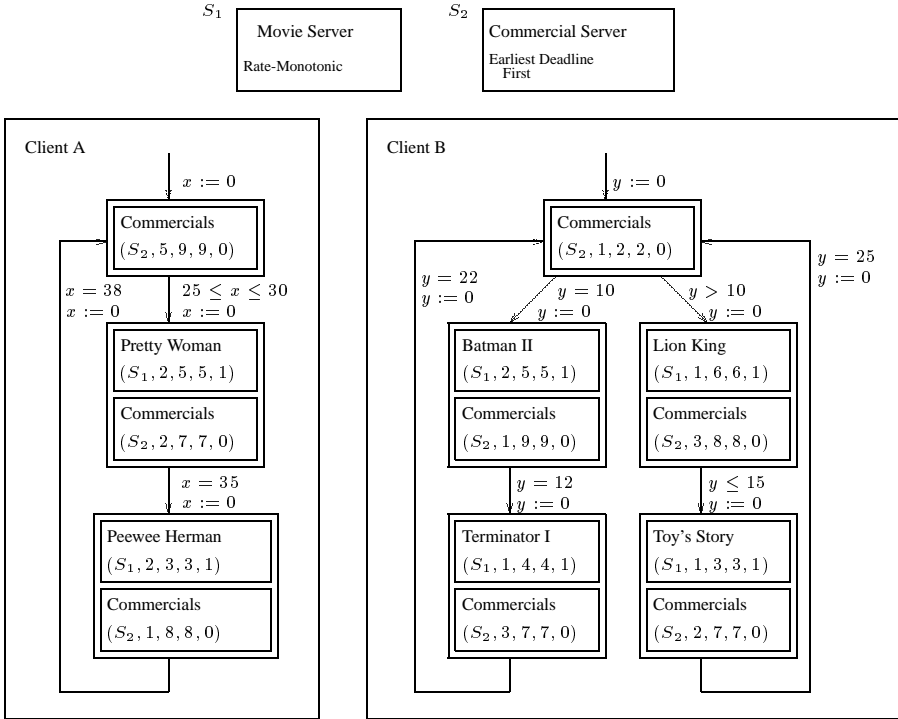 S1
Movie Server
Rate-Monotonic
S2
Commercial Server
Earliest Deadline
First
Client A
x := 0
Commercials
(S2, 5, 9, 9, 0)
x = 38
x := 0
25 ≤ x ≤ 30
x := 0
Pretty Woman
(S1, 2, 5, 5, 1)
Commercials
(S2, 2, 7, 7, 0)
x = 35
x := 0
Peewee Herman
(S1, 2, 3, 3, 1)
Commercials
(S2, 1, 8, 8, 0)
Client B
y := 0
Commercials
(S2, 1, 2, 2, 0)
y = 22
y := 0
y = 10
y := 0
y > 10
y := 0
y = 25
y := 0
Batman II
(S1, 2, 5, 5, 1)
Commercials
(S2, 1, 9, 9, 0)
y = 12
y := 0
Terminator I
(S1, 1, 4, 4, 1)
Commercials
(S2, 3, 7, 7, 0)
Lion King
(S1, 1, 6, 6, 1)
Commercials
(S2, 3, 8, 8, 0)
y ≤ 15
y := 0
Toy's Story
(S1, 1, 3, 3, 1)
Commercials
(S2, 2, 7, 7, 0)